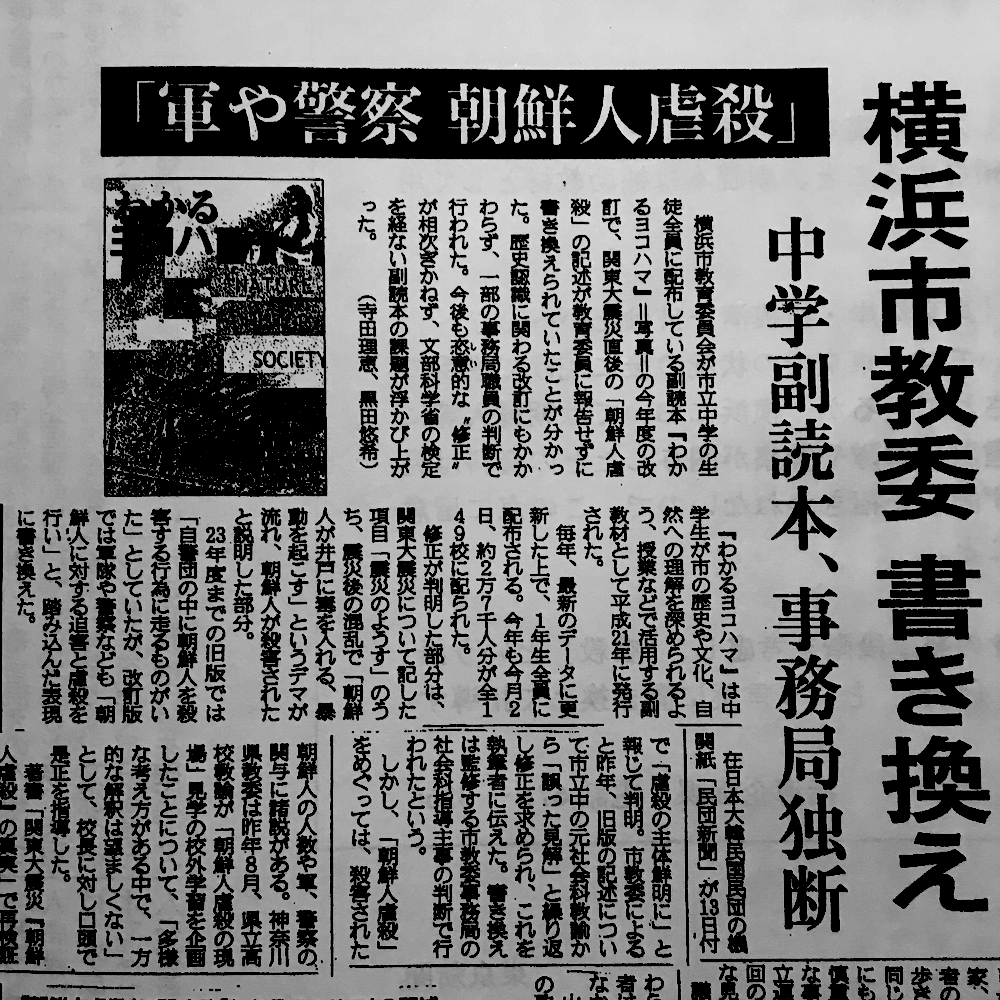 横浜市教委 書き換え
「軍や警察 朝鮮人虐殺」
中学副読本、事務局独断
横浜市教育委員会が市立中学の生
徒全員に配布している副読本『わか
るヨコハマ』=写真=の今年度の改
訂で、関東大震災直後の「朝鮮人虐
殺」の記述が教育委員に報告せずに
書き換えられていたことが分かっ
た。歴史認識に関わる改訂にもかか
わらず、一部の事務局職員の判断で
行われた。今後も恣意的な〝修正〟
が相次ぎかねず、文部科学省の検定
を経ない副読本の課題が浮かび上が
った。 (寺田理恵、黒田悠希)
わかる
NATURE
SOCIETY
『わかるヨコハマ』は中
学生が市の歴史や文化、自
然への理解を深められるよ
う、授業などで活用する副
教材として平成21年に発行
された。
毎年、最新のデータに更
新した上で、1年生全員に
配布される。今年も今月2
日、約2万7千人分が全1
49校に配られた。
修正が判明した部分は、
関東大震災について記した
項目「震災のようす」のう
ち、震災後の混乱で「朝鮮
人が井戸に毒を入れる、暴
動を起こす」というデマが
流れ、朝鮮人が殺害された
と説明した部分。
23年度までの旧版では
「自警団の中に朝鮮人を殺
害する行為に走るものがい
た」としていたが、改訂版
では軍隊や警察なども「朝
鮮人に対する迫害と虐殺を
行い」と、踏み込んだ表現
に書き換えた。
在日本大韓民国民団の機
関紙「民団新聞」が13日付
で「虐殺の主体鮮明に」と
報じて判明。市教委による
と昨年、旧版の記述につい
て市立中の元社会科教諭か
ら「誤った見解」と繰り返
し修正を求められ、これを
執筆者に伝えた。書き換え
は監修する市教委事務局の
社会科指導主事の判断で行
われたという。
しかし、「朝鮮人虐殺」
をめぐっては、殺害された
朝鮮人の人数や軍、警察の
関与に諸説がある。神奈川
県教委は昨年8月、県立高
校教諭が「朝鮮人虐殺の現
場」見学の校外学習を企画
したことについて、「多様
な考え方がある中で、一方
的な解釈は望ましくない」
として、校長に対し口頭で
是正を指導した。
著書「関東大震災『朝鮮
人虐殺』の真実」で再検証